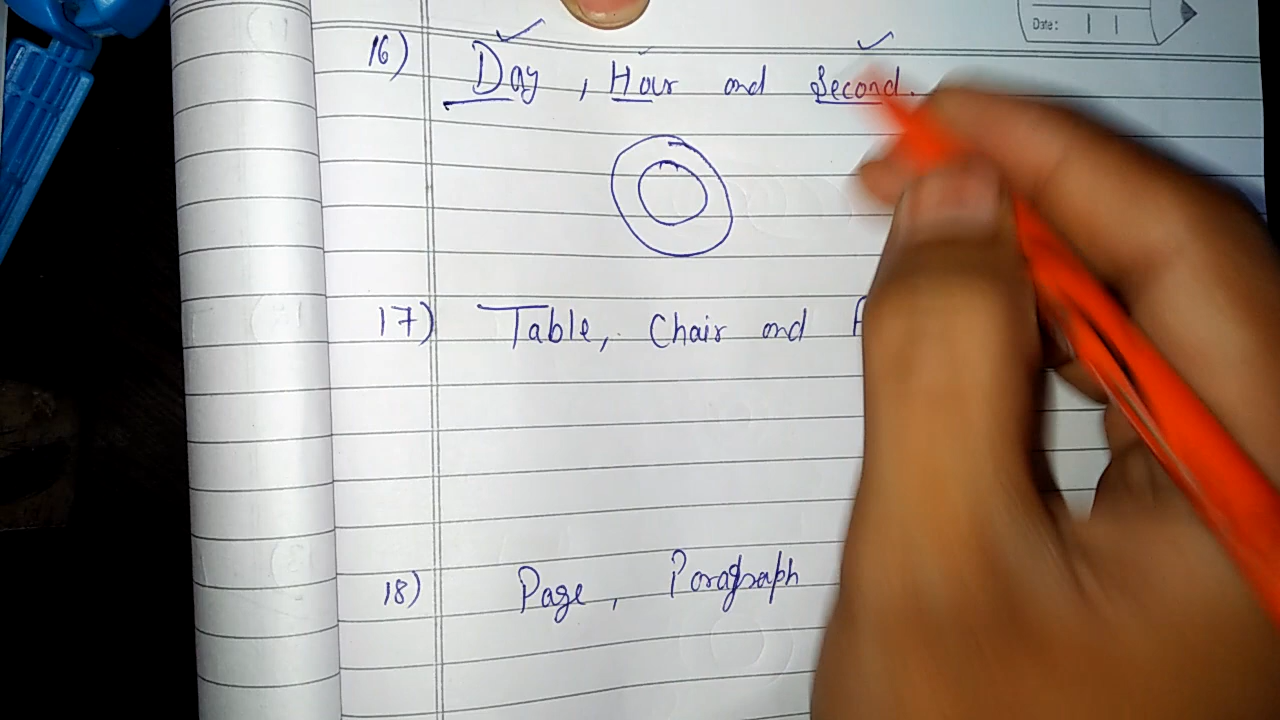 Date:
16) Day, Hour and Second.
17) Table, Chair and
18) Page, Paragraph